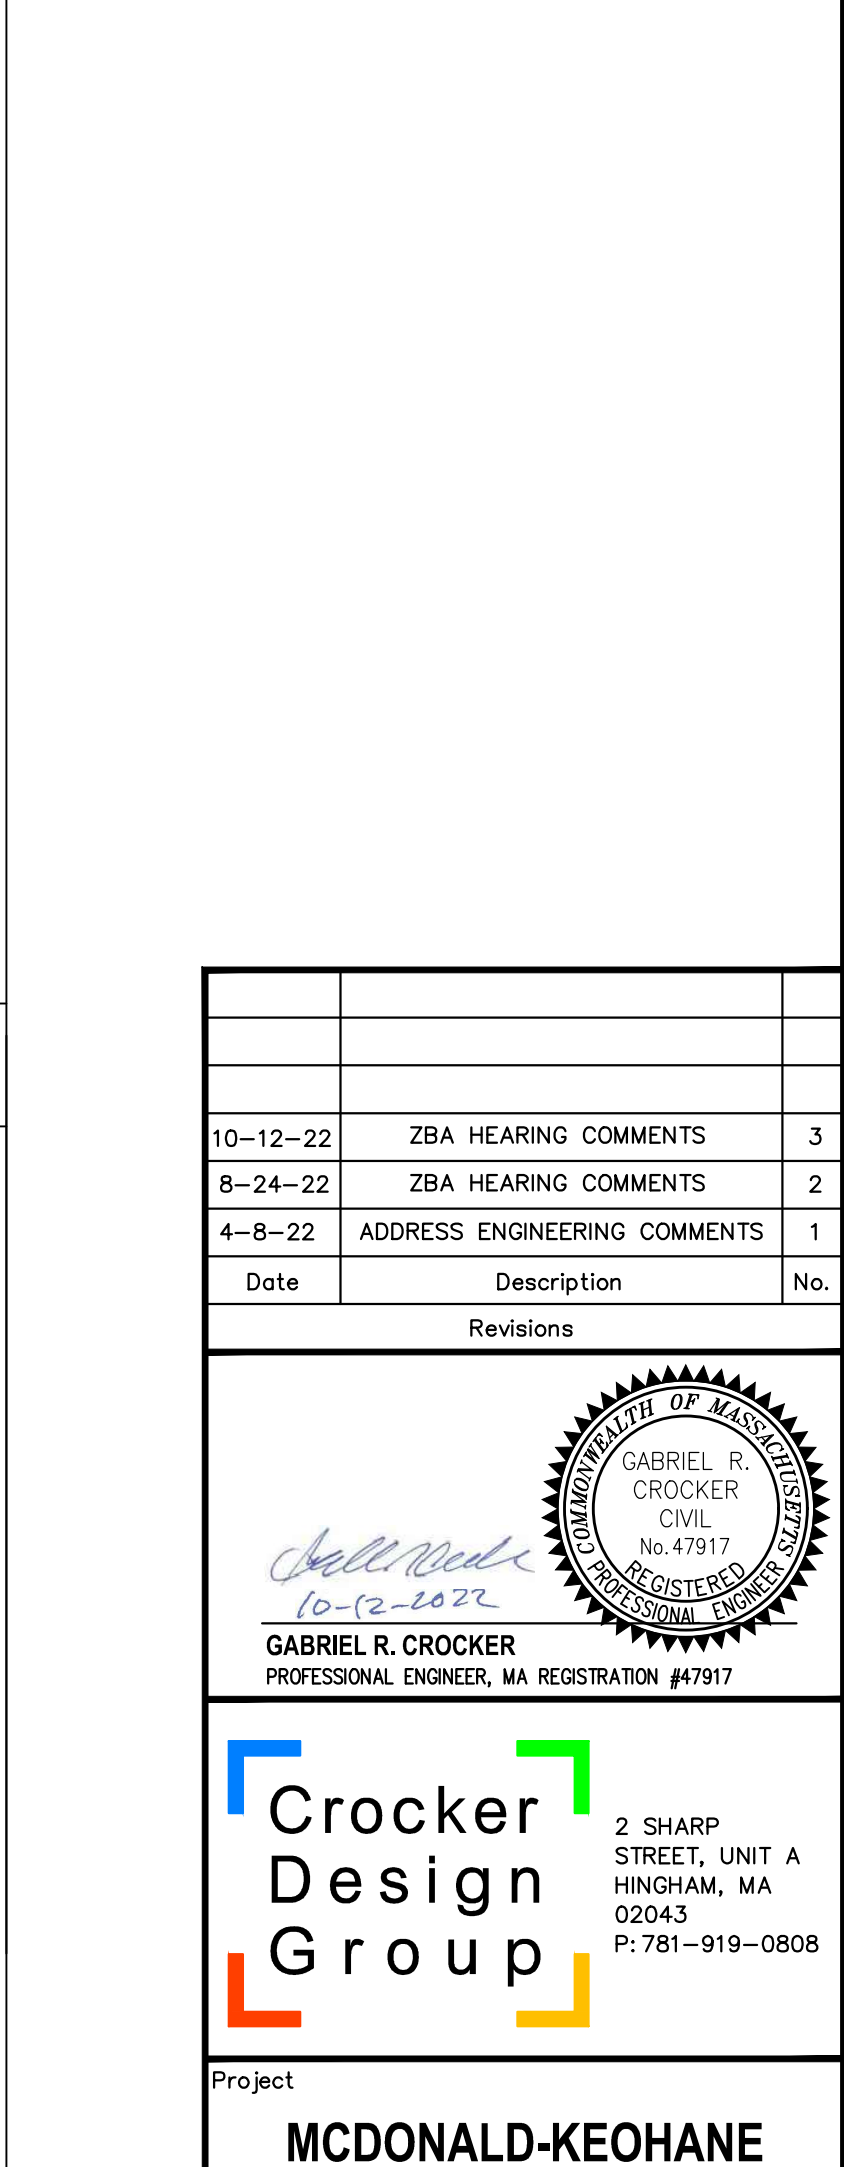 10-12-22 ZBA HEARING COMMENTS 3
8-24-22 ZBA HEARING COMMENTS 2
4-8-22 ADDRESS ENGINEERING COMMENTS 1
Date Description No.
Revisions
COMMONWEALTH OF MASSACHUSETTS
GABRIEL R.
CROCKER
CIVIL
No.47917
REGISTERED
PROFESSIONAL ENGINEER
10-12-2022
GABRIEL R. CROCKER
PROFESSIONAL ENGINEER, MA REGISTRATION #47917
Crocker
Design
Group
2 SHARP
STREET, UNIT A
HINGHAM, MA
02043
P: 781-919-0808
Project
MCDONALD-KEOHANE